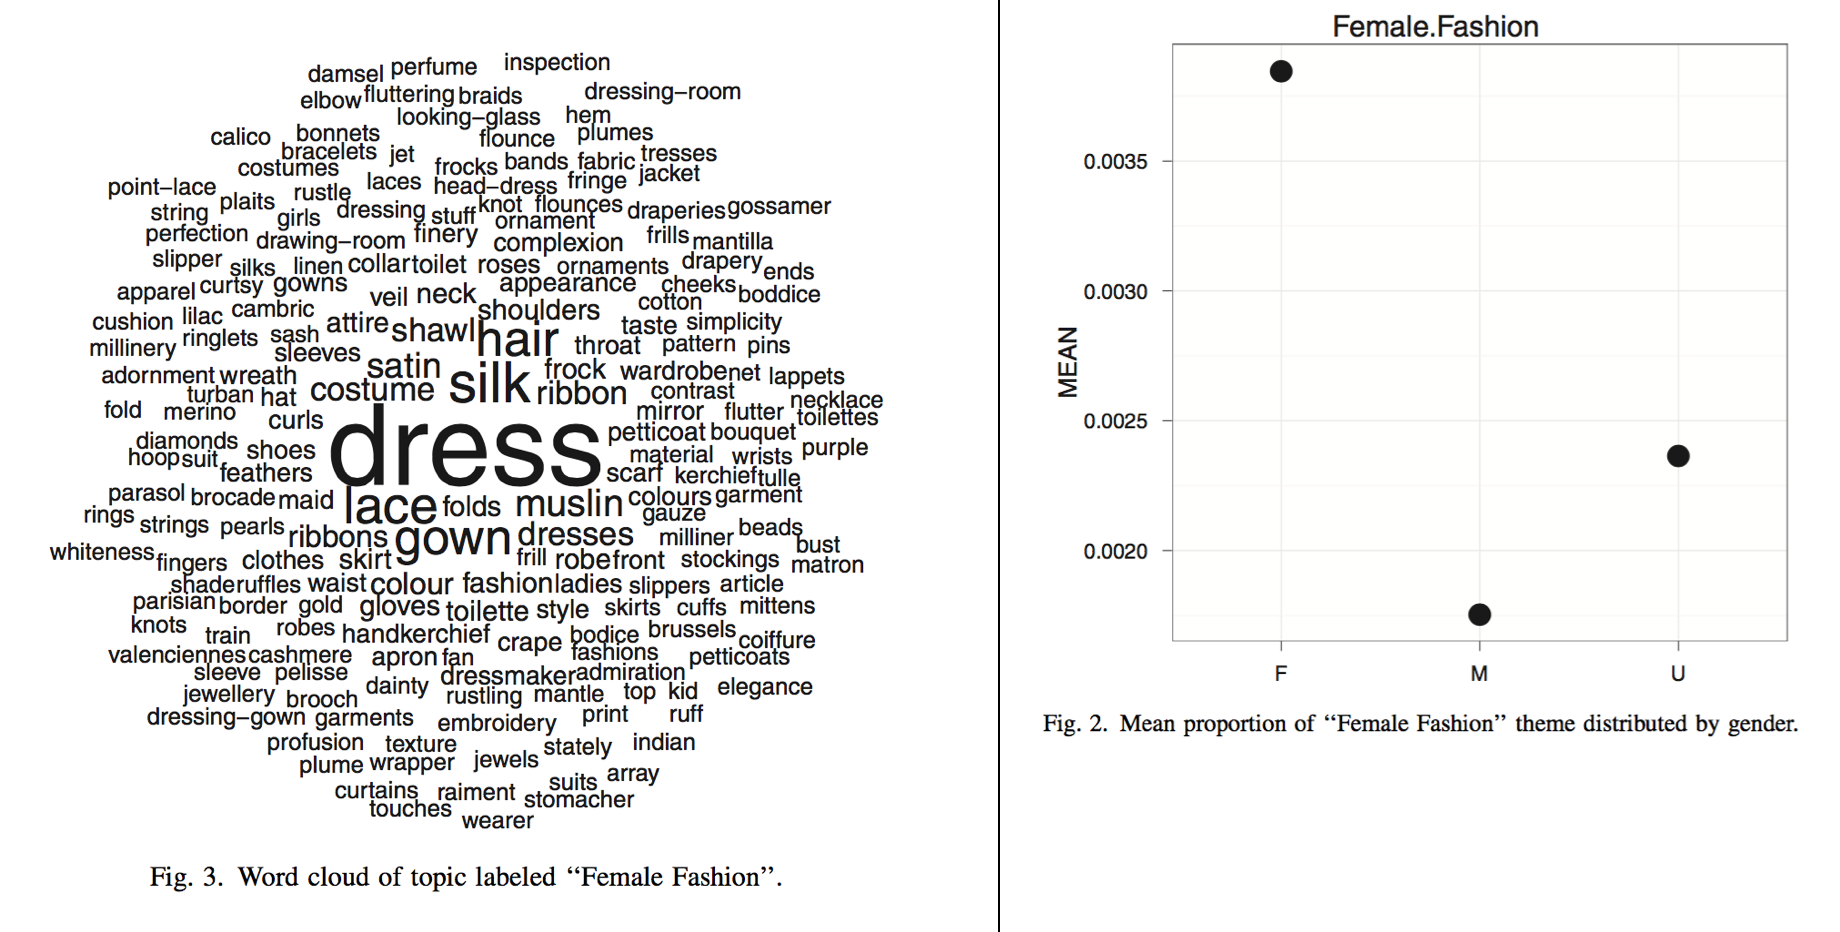 damsel perfume inspection
elbow fluttering braids dressing–room
looking–glass hem
calico bonnets flounce plumes
bracelets jet frocks bands fabric tresses
costumes laces head–dress fringe jacket
point–lace plaits rustle
string girls dressing stuff knot flounces draperies gossamer
ornament
perfection drawing–room finery complexion frills mantilla
slipper silks linen collar toilet roses ornaments drapery ends
apparel curtsy gowns veil neck appearance cheeks boddice
cushion lilac cambric shoulders cotton
attire shawl hair taste simplicity
millinery ringlets sash throat pattern pins
sleeves satin frock wardrobe net lappets
adornment wreath costume silk ribbon contrast necklace
turban hat
fold merino curls mirror flutter toilettes
diamonds shoes dress petticoat bouquet purple
hoop suit material wrists
feathers scarf kerchief tulle
parasol brocade maid lace folds muslin colours garment
rings strings pearls gauze
ribbons gown dresses milliner beads bust
whiteness fingers clothes skirt frill robe front stockings matron
shade ruffles waist colour fashion ladies slippers article
parisian border gold gloves toilette style skirts cuffs mittens
knots train robes handkerchief crape bodice brussels coiffure
valenciennes cashmere apron fan fashions petticoats
sleeve pelisse dressmaker admiration
jewellery brooch dainty rustling mantle top kid elegance
dressing–gown garments embroidery print ruff
profusion texture jewels stately indian
plume wrapper
curtains raiment suits array
touches stomacher
wearer
Fig. 3. Word cloud of topic labeled “Female Fashion”.
Female.Fashion
MEAN
0.0035
0.0030
0.0025
0.0020
F M U
Fig. 2. Mean proportion of “Female Fashion” theme distributed by gender.